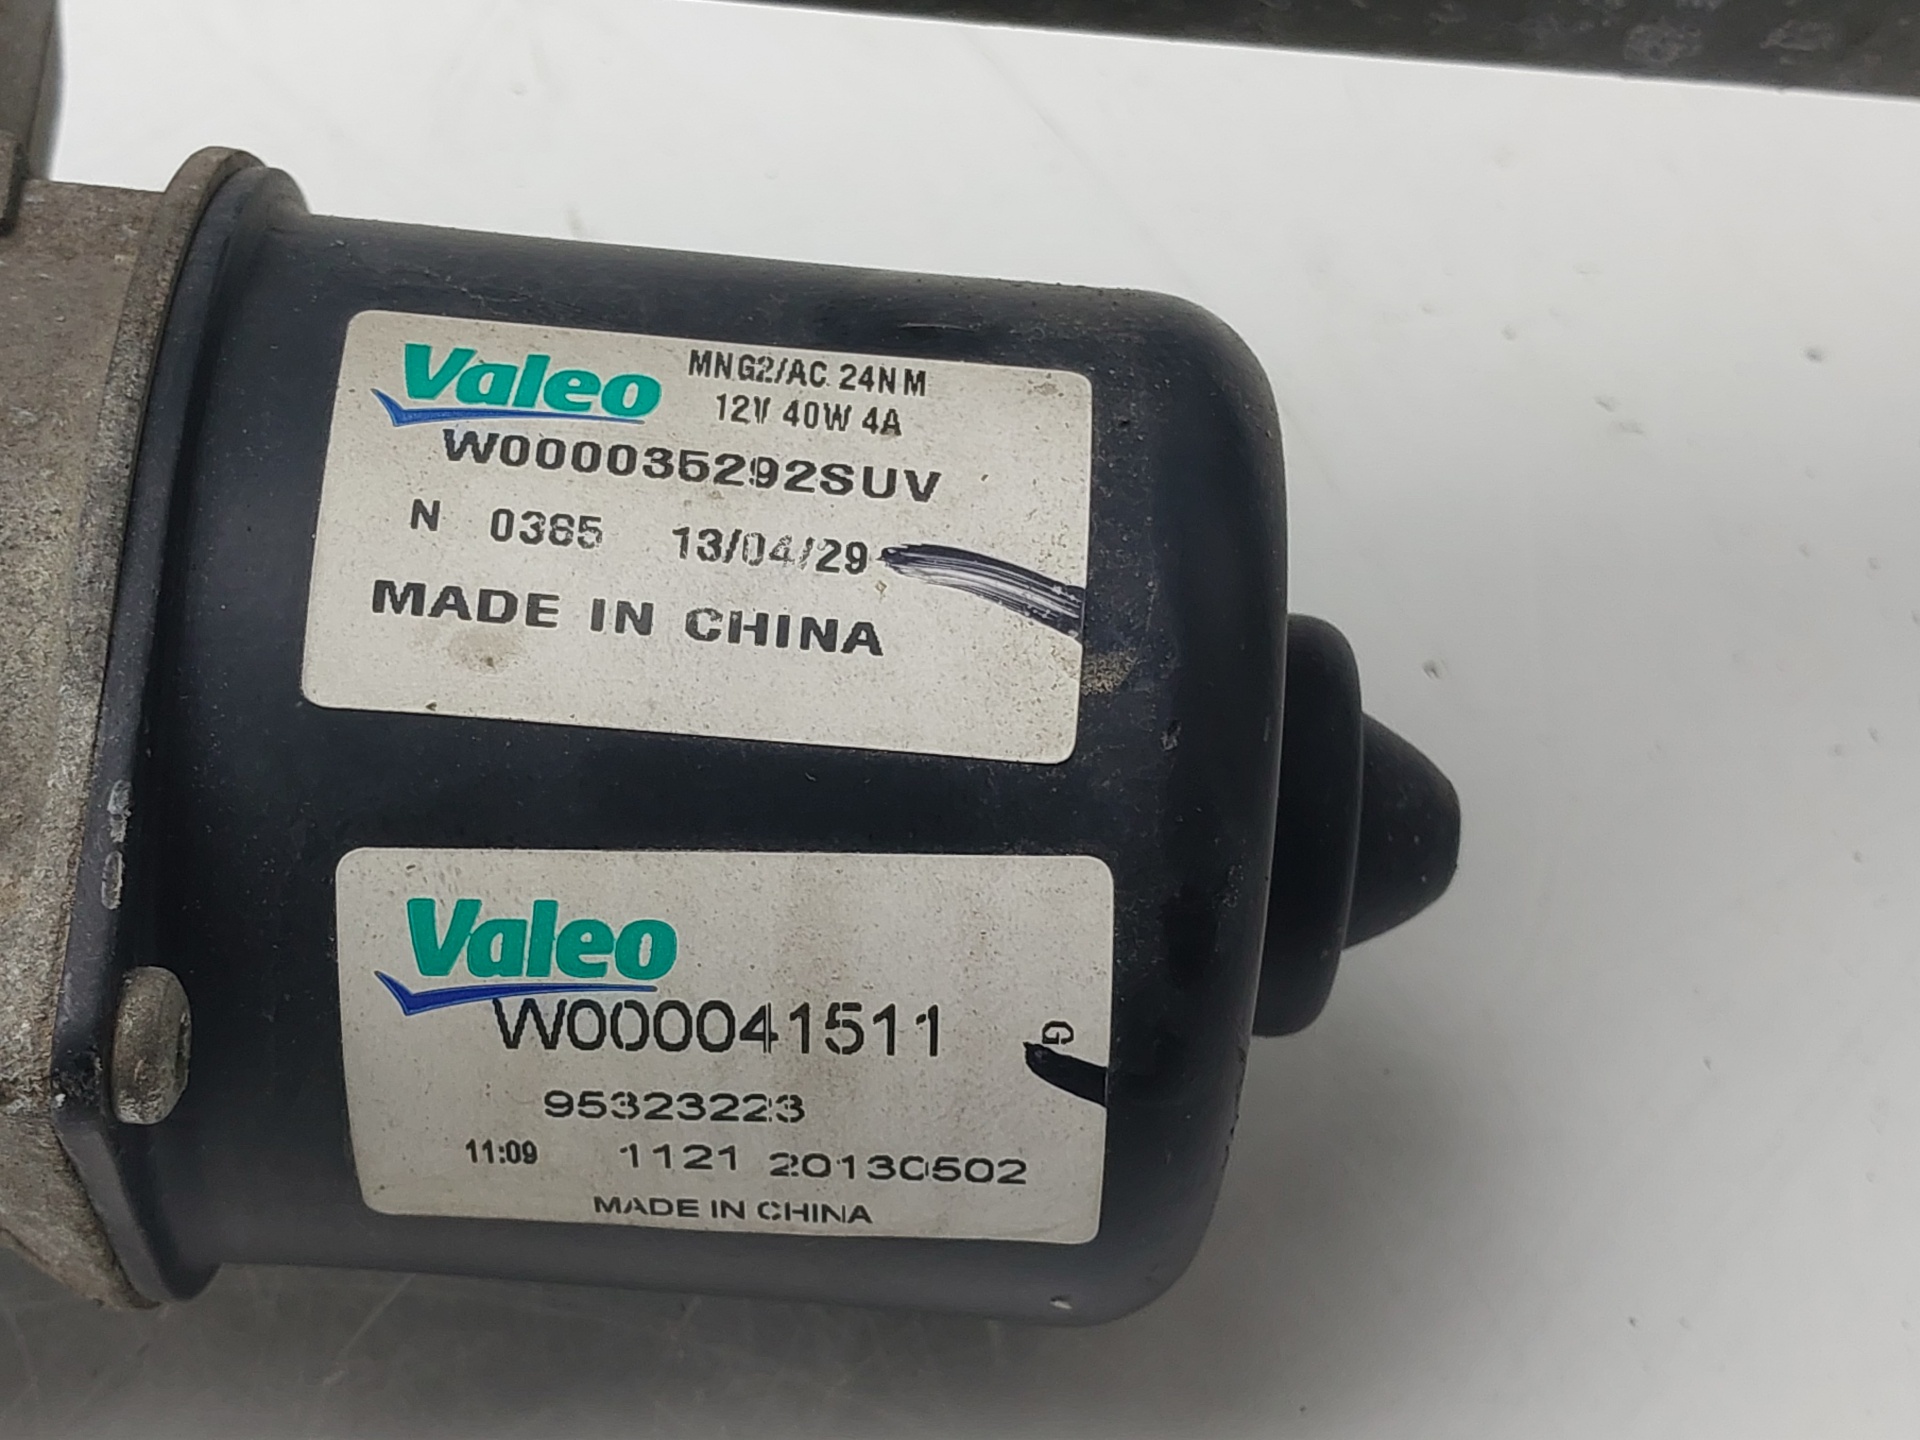 Valeo MNG2/AC 24NM
12V 40W 4A
W000035292SUV
N 0385 13/04/29
MADE IN CHINA
Valeo
W000041511
G
95323223
11:09 1121 20130502
MADE IN CHINA